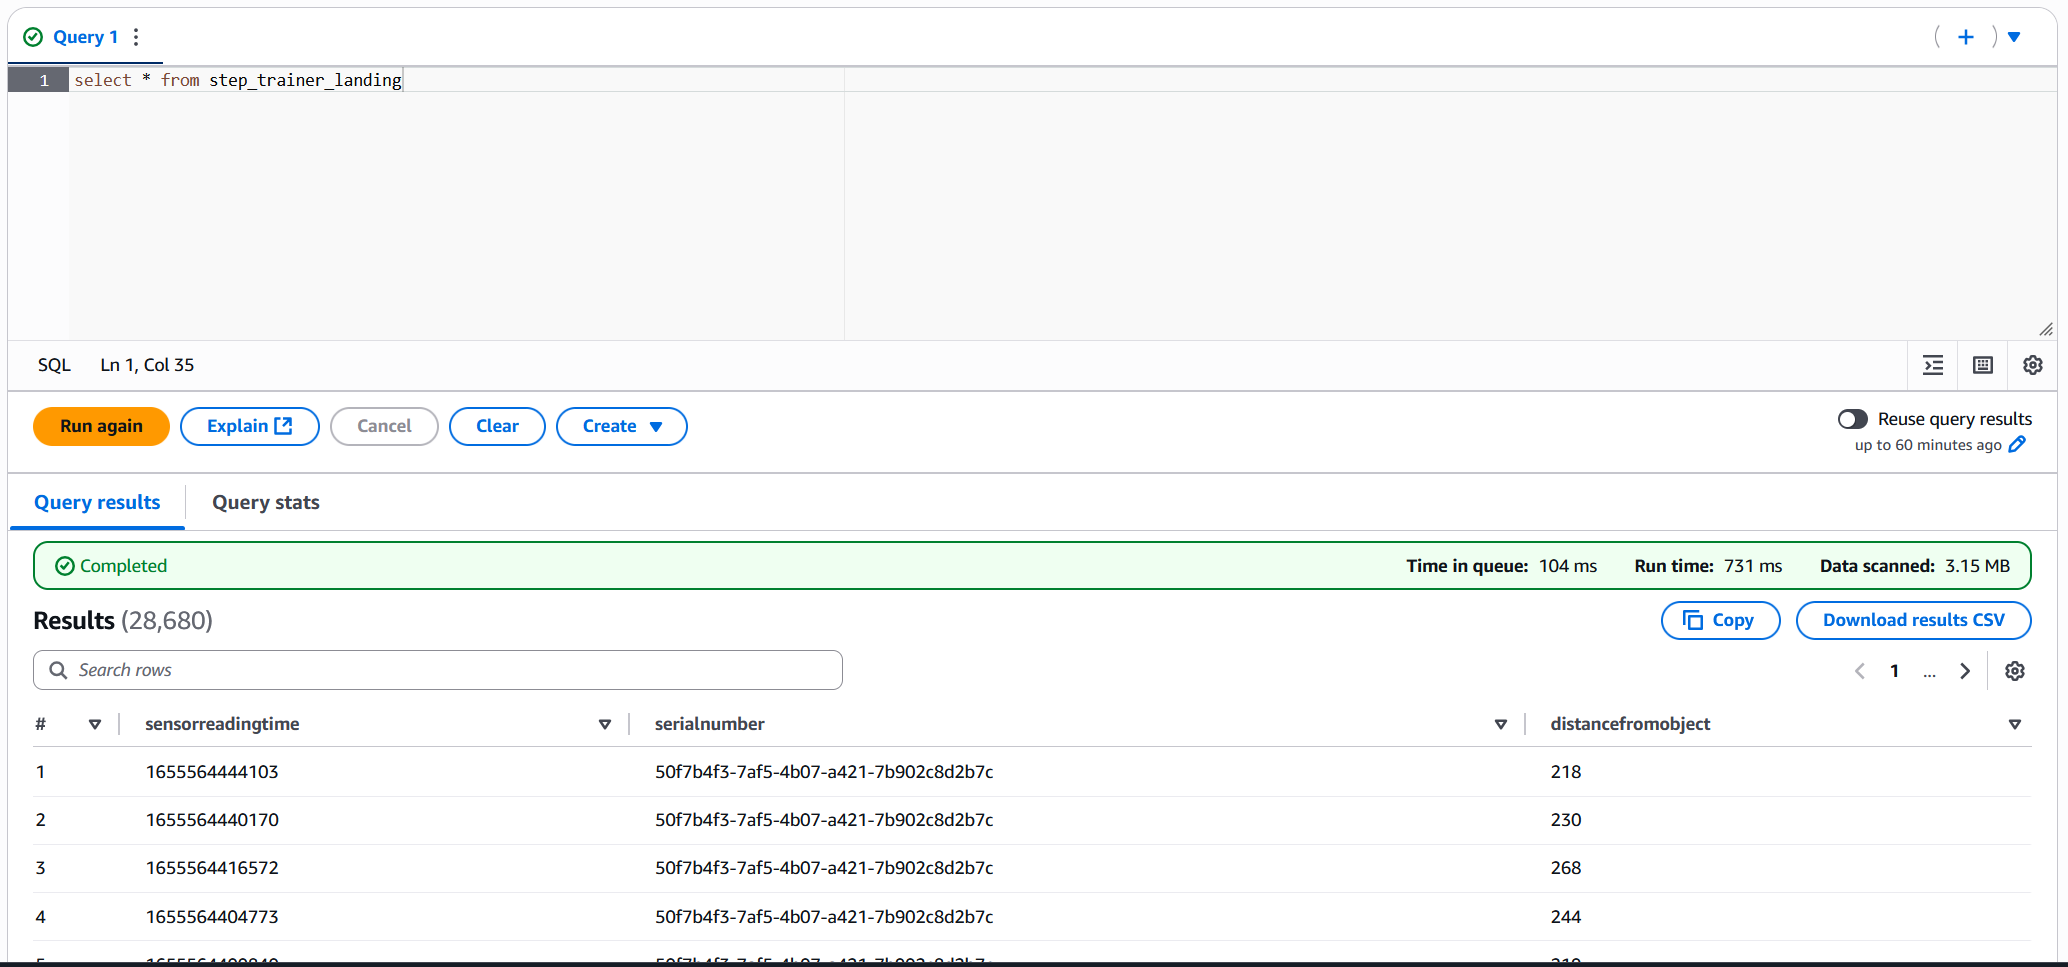 Query 1
1 select * from step_trainer_landing
SQL Ln 1, Col 35
Run again Explain Cancel Clear Create
Reuse query results
up to 60 minutes ago
Query results Query stats
Completed Time in queue: 104 ms Run time: 731 ms Data scanned: 3.15 MB
Results (28,680) Copy Download results CSV
Search rows 1 ...
# sensorreadingtime serialnumber distancefromobject
1 1655564444103 50f7b4f3-7af5-4b07-a421-7b902c8d2b7c 218
2 1655564440170 50f7b4f3-7af5-4b07-a421-7b902c8d2b7c 230
3 1655564416572 50f7b4f3-7af5-4b07-a421-7b902c8d2b7c 268
4 1655564404773 50f7b4f3-7af5-4b07-a421-7b902c8d2b7c 244